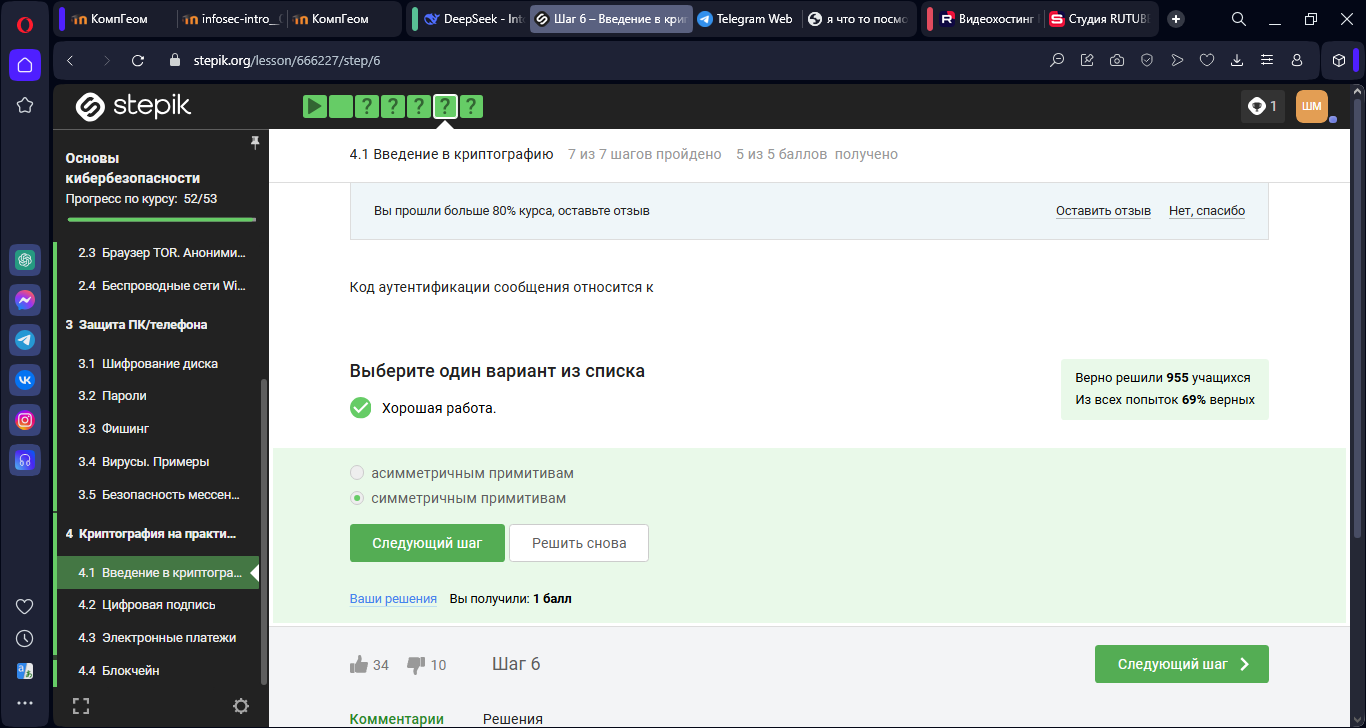 КомпГеом
infosec-intro_
КомпГеом
DeepSeek - Int
Шаг 6 – Введение в кри
Telegram Web
я что то посмо
Видеохостинг
Студия RUTUB
stepik.org/lesson/666227/step/6
stepik
? ? ? ? ?
1
ШМ
Основы
кибербезопасности
Прогресс по курсу: 52/53
2.3 Браузер TOR. Аноними...
2.4 Беспроводные сети Wi...
3 Защита ПК/телефона
3.1 Шифрование диска
3.2 Пароли
3.3 Фишинг
3.4 Вирусы. Примеры
3.5 Безопасность мессен...
4 Криптография на практи...
4.1 Введение в криптогра...
4.2 Цифровая подпись
4.3 Электронные платежи
4.4 Блокчейн
4.1 Введение в криптографию 7 из 7 шагов пройдено 5 из 5 баллов получено
Вы прошли больше 80% курса, оставьте отзыв
Оставить отзыв
Нет, спасибо
Код аутентификации сообщения относится к
Выберите один вариант из списка
Хорошая работа.
Верно решили 955 учащихся
Из всех попыток 69% верных
асимметричным примитивам
симметричным примитивам
Следующий шаг
Решить снова
Ваши решения Вы получили: 1 балл
34
10
Шаг 6
Следующий шаг
Комментарии
Решения